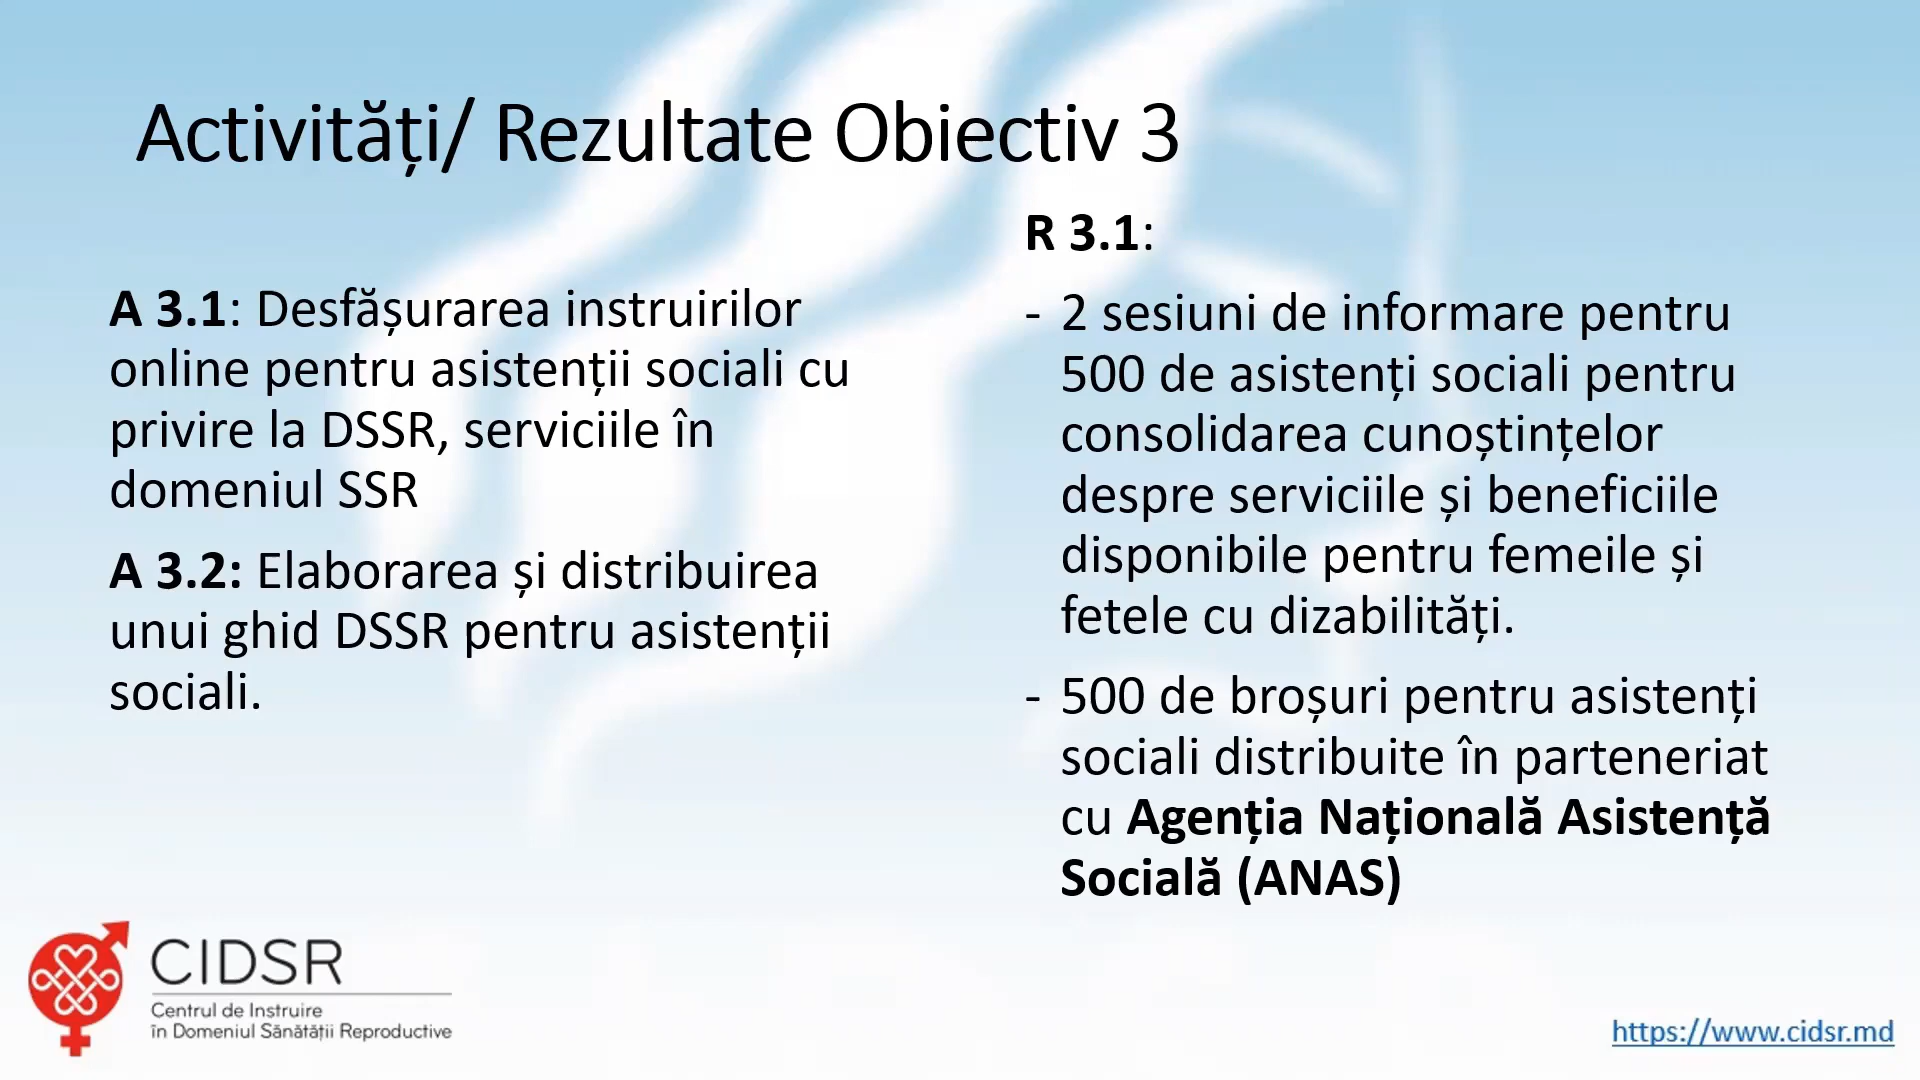 Activități/ Rezultate Obiectiv 3
A 3.1: Desfășurarea instruirilor
online pentru asistenții sociali cu
privire la DSSR, serviciile în
domeniul SSR
A 3.2: Elaborarea și distribuirea
unui ghid DSSR pentru asistenții
sociali.
R 3.1:
- 2 sesiuni de informare pentru
500 de asistenți sociali pentru
consolidarea cunoștințelor
despre serviciile și beneficiile
disponibile pentru femeile și
fetele cu dizabilități.
- 500 de broșuri pentru asistenți
sociali distribuite în parteneriat
cu Agenția Națională Asistență
Socială (ANAS)
CIDSR
Centrul de Instruire
în Domeniul Sănătății Reproductive
https://www.cidsr.md